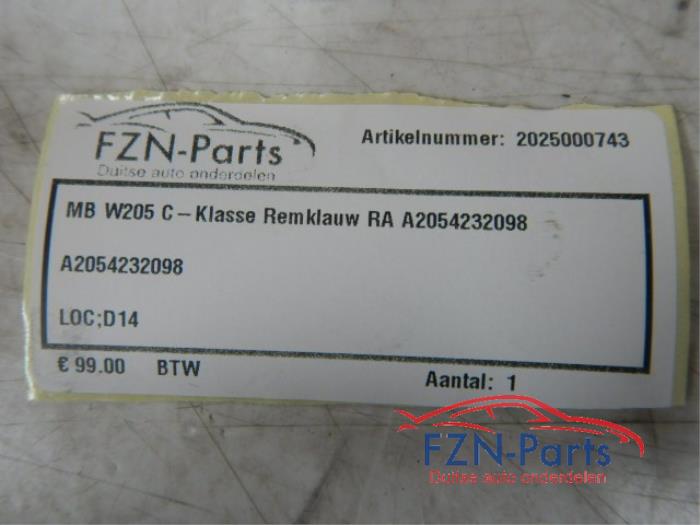 FZN-Parts
Duitse auto onderdelen
Artikelnummer: 2025000743
MB W205 C-Klasse Remklauw RA A2054232098
A2054232098
LOC;D14
€ 99.00 BTW
Aantal: 1
FZN-Parts
Duitse auto onderdelen